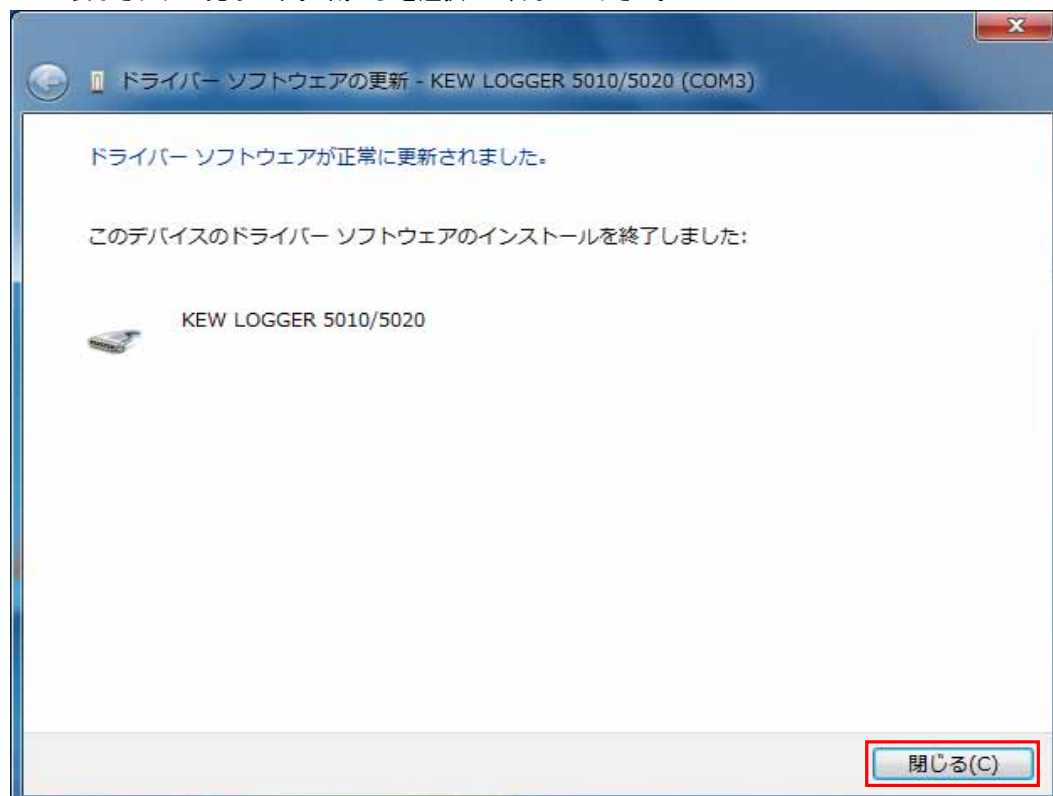 ドライバー ソフトウェアの更新 - KEW LOGGER 5010/5020 (COM3)
ドライバー ソフトウェアが正常に更新されました。
このデバイスのドライバー ソフトウェアのインストールを終了しました:
KEW LOGGER 5010/5020
閉じる(C)